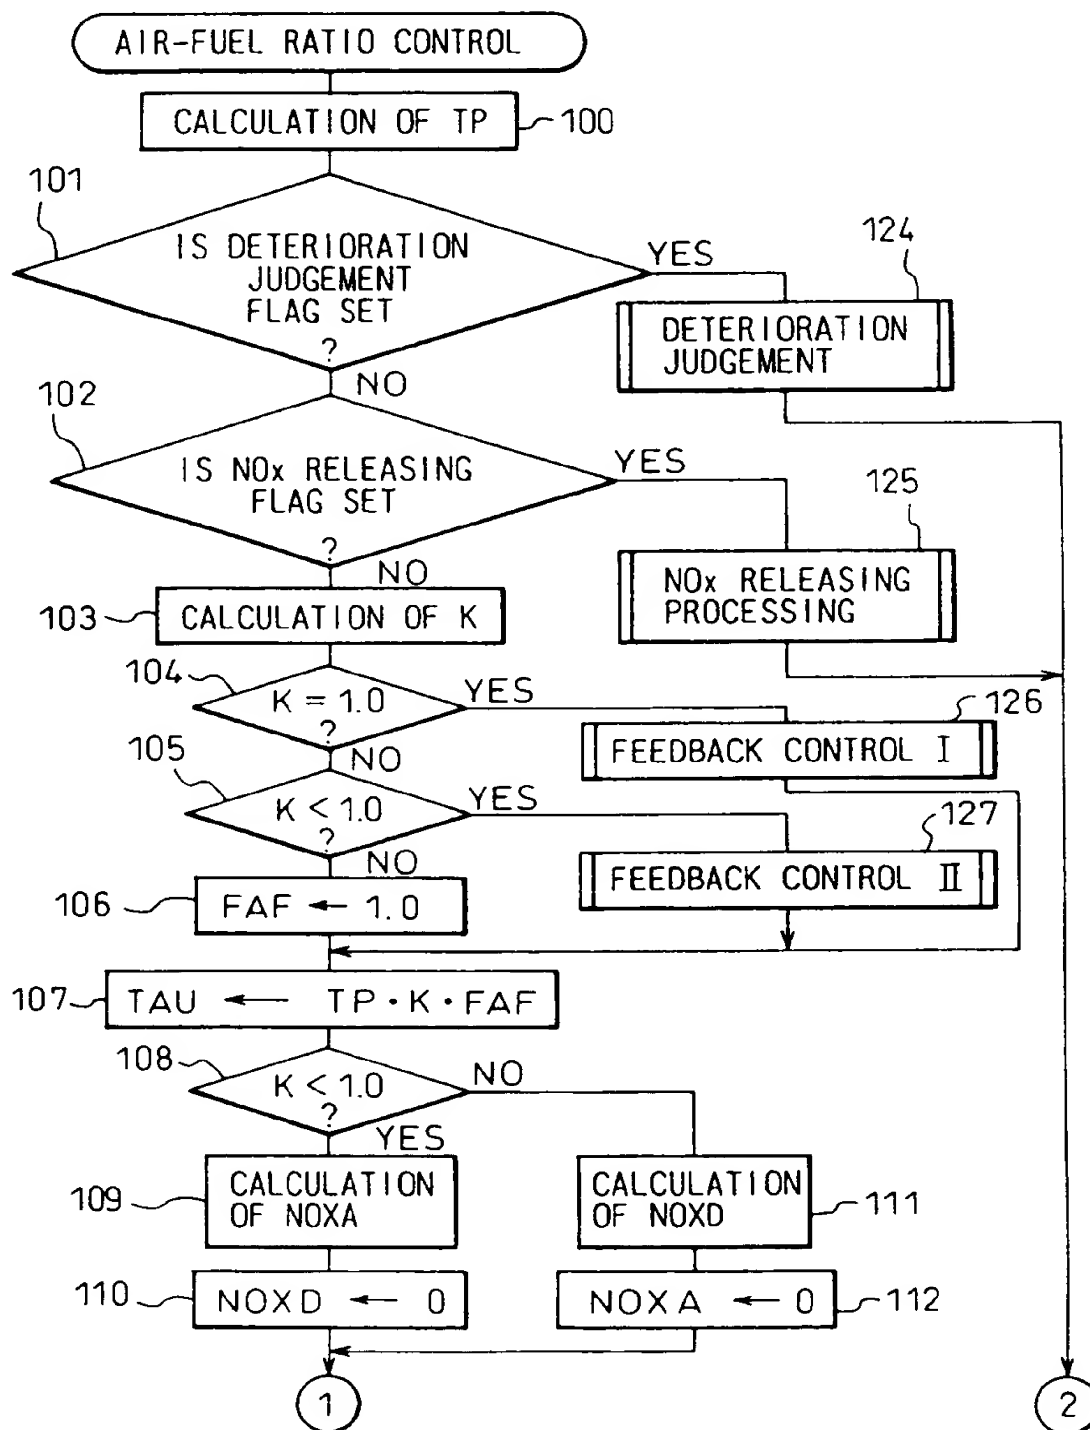 AIR-FUEL RATIO CONTROL
CALCULATION OF TP
100
101
IS DETERIORATION
JUDGEMENT
FLAG SET
?
YES
NO
124
DETERIORATION
JUDGEMENT
102
IS NOx RELEASING
FLAG SET
?
YES
NO
125
NOx RELEASING
PROCESSING
103
CALCULATION OF K
104
K = 1.0
?
YES
NO
126
FEEDBACK CONTROL I
105
K < 1.0
?
YES
NO
127
FEEDBACK CONTROL II
106
FAF ← 1.0
107
TAU ← TP・K・FAF
108
K < 1.0
?
NO
YES
109
CALCULATION
OF NOXA
CALCULATION
OF NOXD
111
110
NOXD ← 0
NOXA ← 0
112
1
2